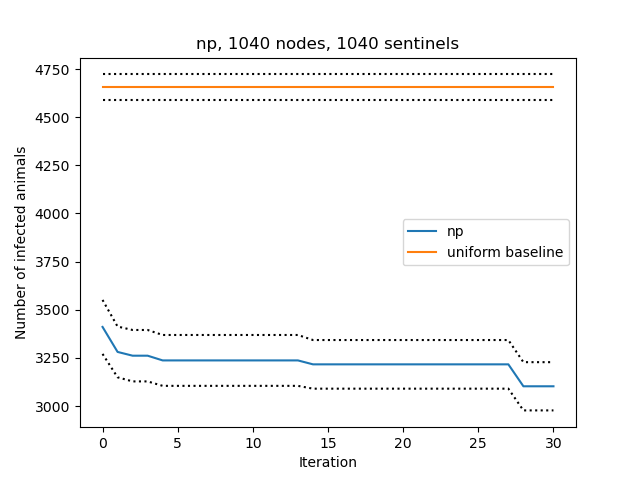 np, 1040 nodes, 1040 sentinels
Number of infected animals
4750
4500
4250
4000
3750
3500
3250
3000
np
uniform baseline
0 5 10 15 20 25 30
Iteration